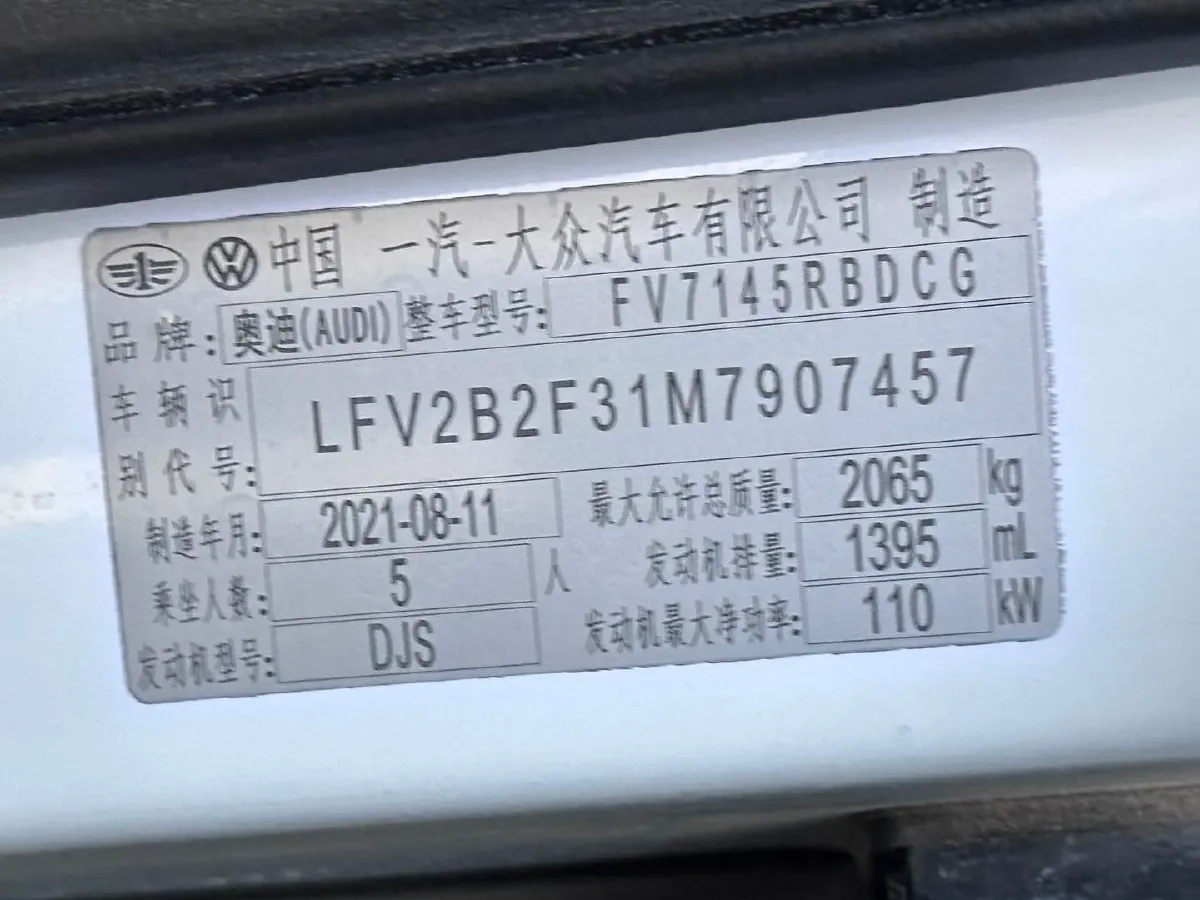 中国 一汽-大众汽车有限公司 制造
品牌: 奥迪(AUDI) 整车型号: FV7145RBDCG
车辆识别代号: LFV2B2F31M7907457
制造年月: 2021-08-11 最大允许总质量: 2065 kg
乘坐人数: 5 人 发动机排量: 1395 mL
发动机型号: DJS 发动机最大净功率: 110 kW